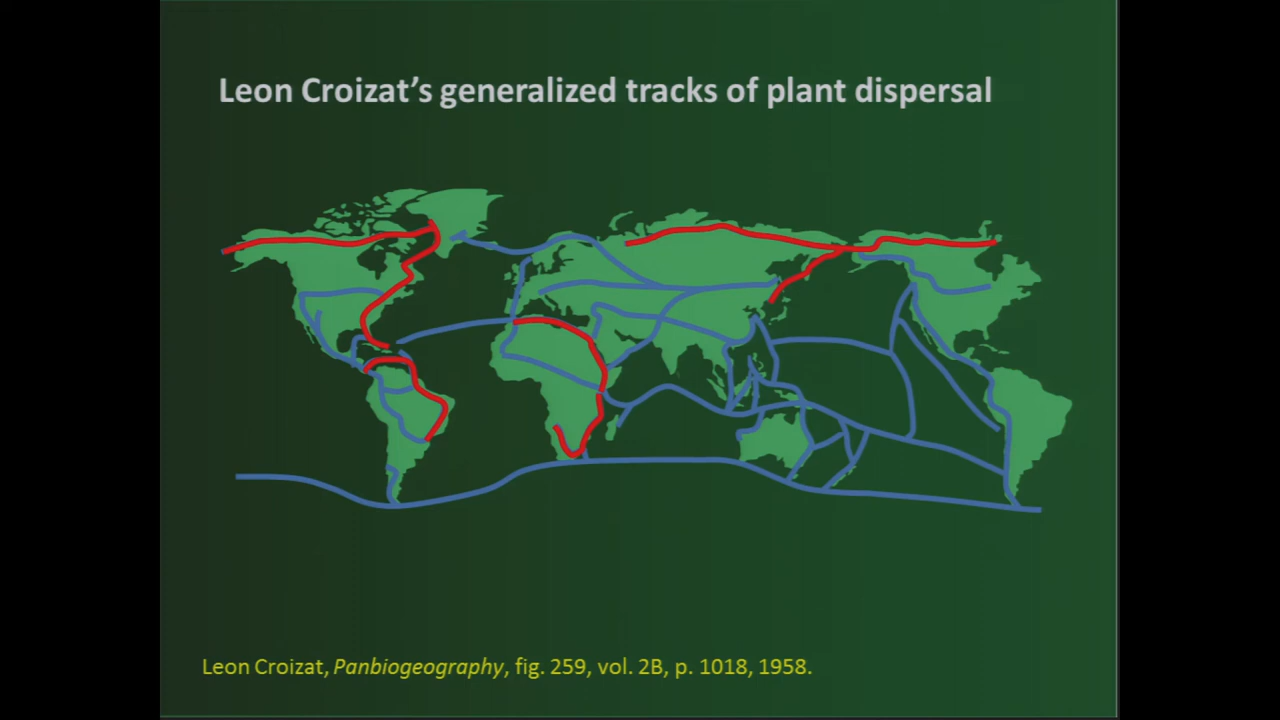 Leon Croizat’s generalized tracks of plant dispersal
Leon Croizat, Panbiogeography, fig. 259, vol. 2B, p. 1018, 1958.